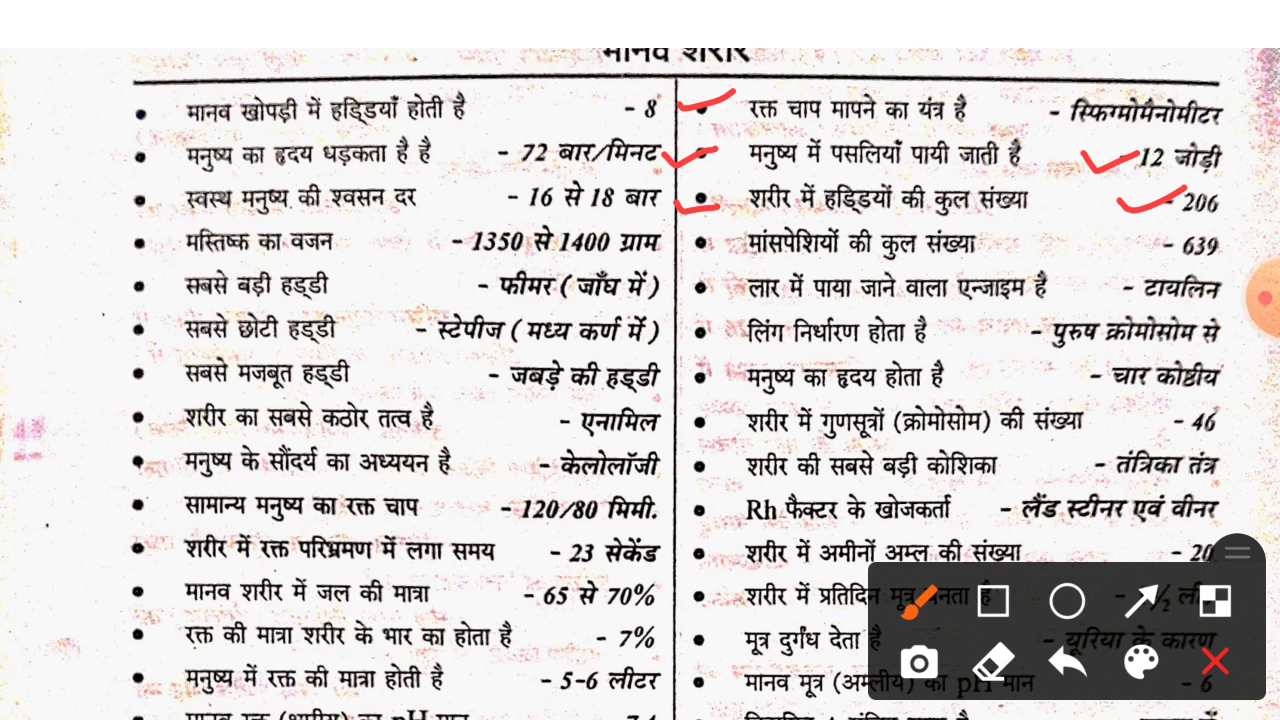 मानव शरीर
• मानव खोपड़ी में हड्डियाँ होती है - 8
• मनुष्य का हृदय धड़कता है है - 72 बार/मिनट
• स्वस्थ मनुष्य की श्वसन दर - 16 से 18 बार
• मस्तिष्क का वजन - 1350 से 1400 ग्राम
• सबसे बड़ी हड्डी - फीमर ( जाँघ में )
• सबसे छोटी हड्डी - स्टेपीज ( मध्य कर्ण में )
• सबसे मजबूत हड्डी - जबड़े की हड्डी
• शरीर का सबसे कठोर तत्व है - एनामिल
• मनुष्य के सौंदर्य का अध्ययन है - केलोलॉजी
• सामान्य मनुष्य का रक्त चाप - 120/80 मिमी.
• शरीर में रक्त परिभ्रमण में लगा समय - 23 सेकेंड
• मानव शरीर में जल की मात्रा - 65 से 70%
• रक्त की मात्रा शरीर के भार का होता है - 7%
• मनुष्य में रक्त की मात्रा होती है - 5-6 लीटर
• रक्त चाप मापने का यंत्र है - स्फिग्मोमैनोमीटर
• मनुष्य में पसलियाँ पायी जाती है - 12 जोड़ी
• शरीर में हड्डियों की कुल संख्या - 206
• मांसपेशियों की कुल संख्या - 639
• लार में पाया जाने वाला एन्जाइम है - टायलिन
• लिंग निर्धारण होता है - पुरुष क्रोमोसोम से
• मनुष्य का हृदय होता है - चार कोष्ठीय
• शरीर में गुणसूत्रों (क्रोमोसोम) की संख्या - 46
• शरीर की सबसे बड़ी कोशिका - तंत्रिका तंत्र
• Rh फैक्टर के खोजकर्ता - लैंड स्टीनर एवं वीनर
• शरीर में अमीनों अम्ल की संख्या - 20
• शरीर में प्रतिदिन मूत्र बनता है
• मूत्र दुर्गंध देता है - यूरिया के कारण
• मानव मूत्र (अम्लीय) का pH मान - 6